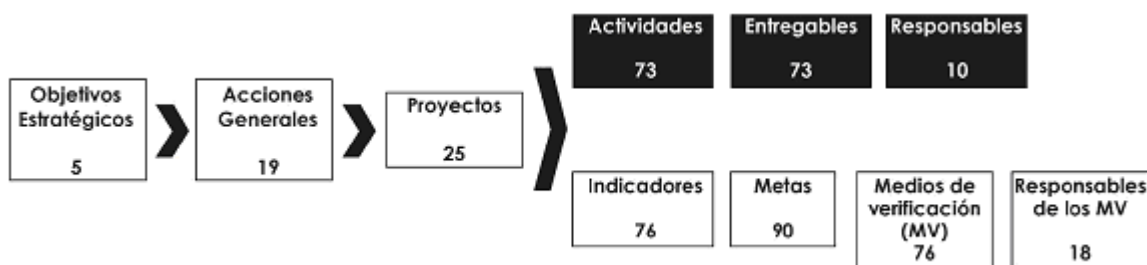 Objetivos
Estratégicos
5
Acciones
Generales
19
Proyectos
25
Actividades
73
Entregables
73
Responsables
10
Indicadores
76
Metas
90
Medios de
verificación
(MV)
76
Responsables
de los MV
18